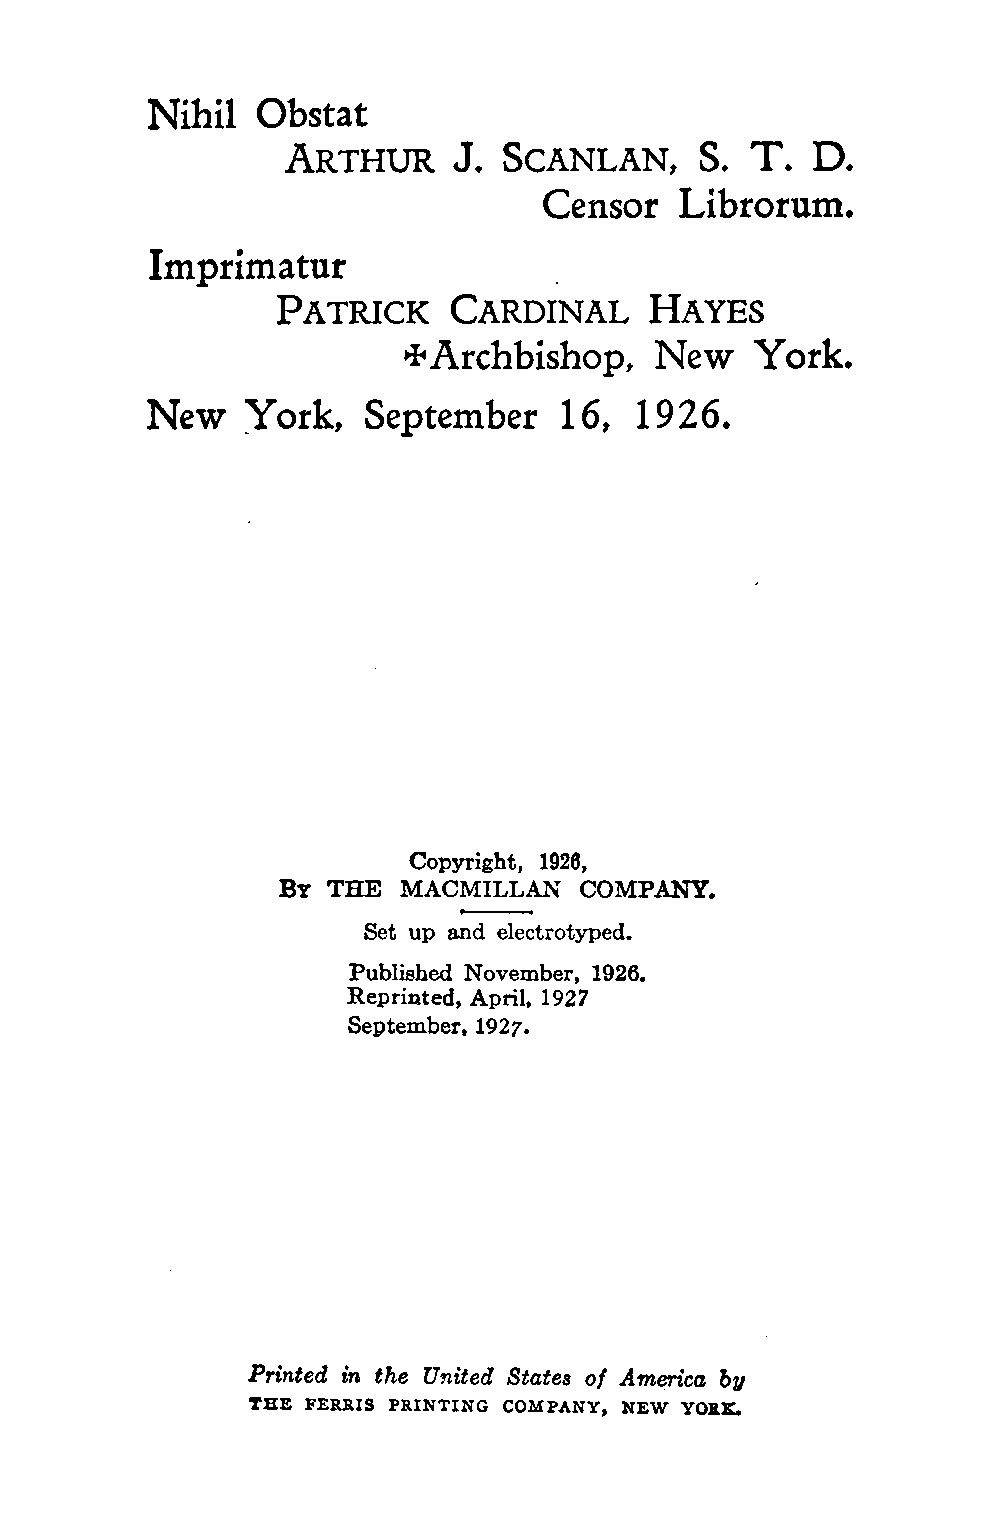 Nihil Obstat
ARTHUR J. SCANLAN, S. T. D.
Censor Librorum.
Imprimatur
PATRICK CARDINAL HAYES
✠Archbishop, New York.
New York, September 16, 1926.
Copyright, 1926,
BY THE MACMILLAN COMPANY.
Set up and electrotyped.
Published November, 1926.
Reprinted, April, 1927
September, 1927.
Printed in the United States of America by
THE FERRIS PRINTING COMPANY, NEW YORK.